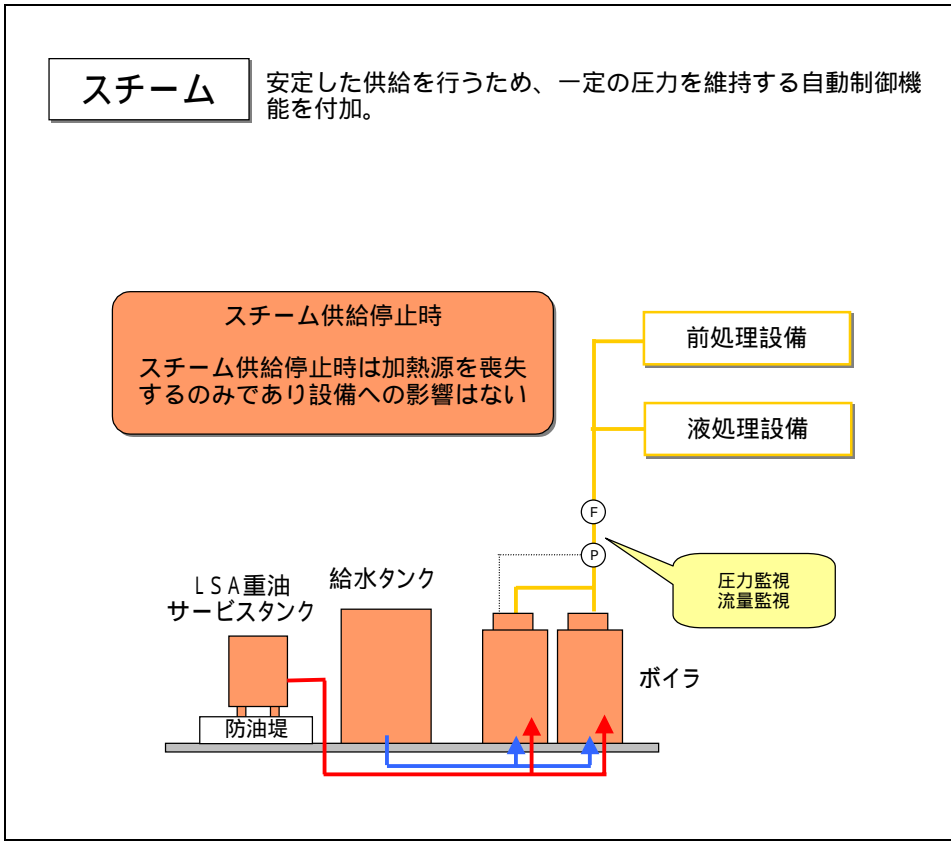 スチーム
安定した供給を行うため、一定の圧力を維持する自動制御機
能を付加。
スチーム供給停止時
スチーム供給停止時は加熱源を喪失
するのみであり設備への影響はない
前処理設備
液処理設備
F
P
圧力監視
流量監視
LSA重油
サービスタンク
給水タンク
ボイラ
防油堤